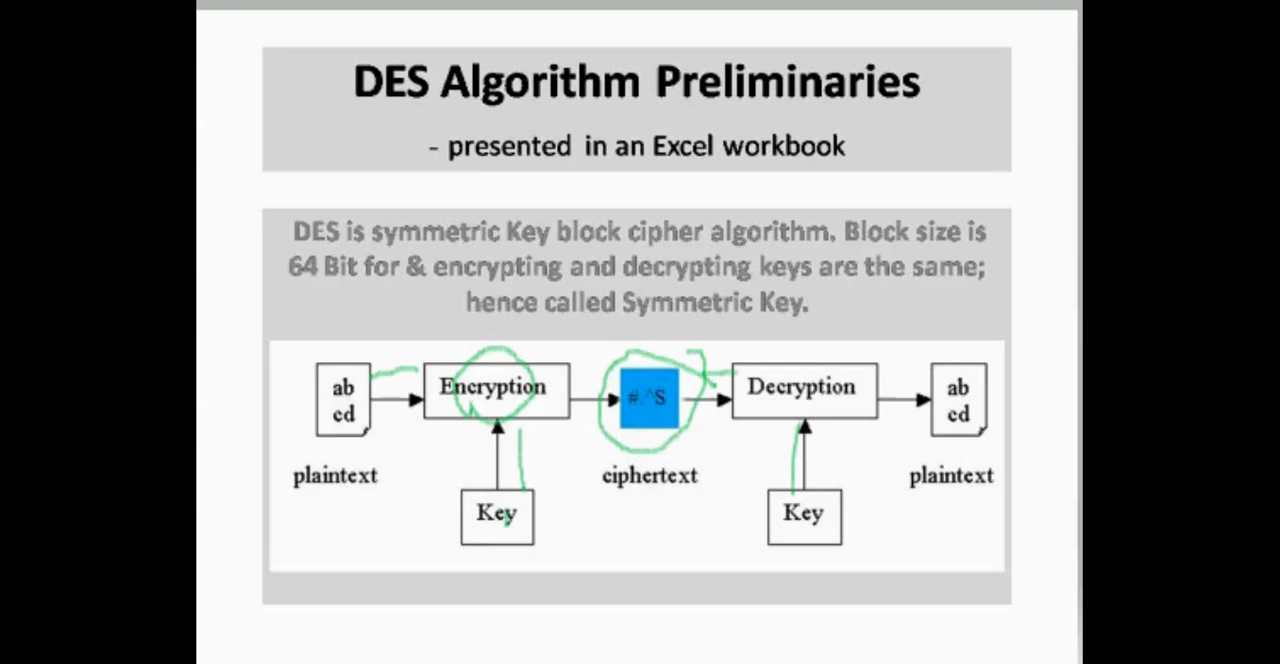 DES Algorithm Preliminaries
- presented in an Excel workbook
DES is symmetric Key block cipher algorithm. Block size is
64 Bit for & encrypting and decrypting keys are the same;
hence called Symmetric Key.
ab
cd
Encryption
#.^S
Decryption
ab
cd
plaintext
ciphertext
plaintext
Key
Key